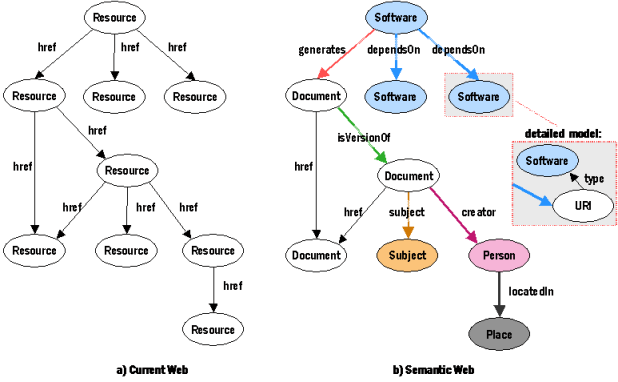 Resource
href
href
href
Resource
Resource
Resource
href
href
Resource
href
href
href
Resource
Resource
Resource
href
Resource
a) Current Web
Software
generates
dependsOn
dependsOn
Document
Software
Software
isVersionOf
href
Document
href
subject
creator
Document
Subject
Person
locatedIn
Place
detailed model:
Software
type
URI
b) Semantic Web